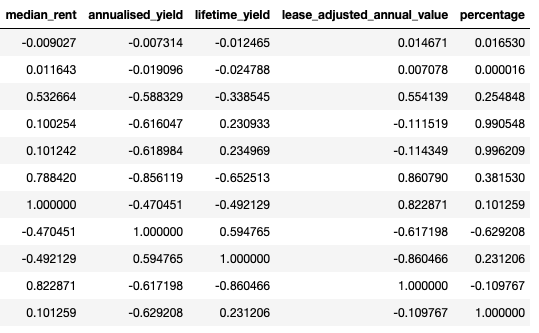 median_rent annualised_yield lifetime_yield lease_adjusted_annual_value percentage
-0.009027 -0.007314 -0.012465 0.014671 0.016530
0.011643 -0.019096 -0.024788 0.007078 0.000016
0.532664 -0.588329 -0.338545 0.554139 0.254848
0.100254 -0.616047 0.230933 -0.111519 0.990548
0.101242 -0.618984 0.234969 -0.114349 0.996209
0.788420 -0.856119 -0.652513 0.860790 0.381530
1.000000 -0.470451 -0.492129 0.822871 0.101259
-0.470451 1.000000 0.594765 -0.617198 -0.629208
-0.492129 0.594765 1.000000 -0.860466 0.231206
0.822871 -0.617198 -0.860466 1.000000 -0.109767
0.101259 -0.629208 0.231206 -0.109767 1.000000